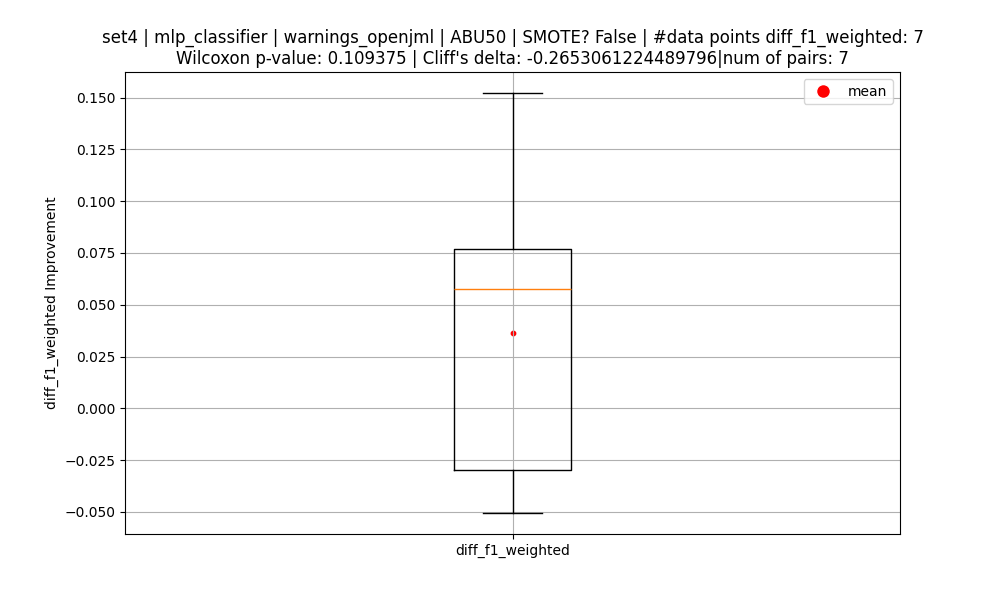 set4 | mlp_classifier | warnings_openjml | ABU50 | SMOTE? False | #data points diff_f1_weighted: 7
Wilcoxon p-value: 0.109375 | Cliff's delta: -0.2653061224489796|num of pairs: 7
mean
0.150
0.125
0.100
0.075
0.050
0.025
0.000
−0.025
−0.050
diff_f1_weighted Improvement
diff_f1_weighted